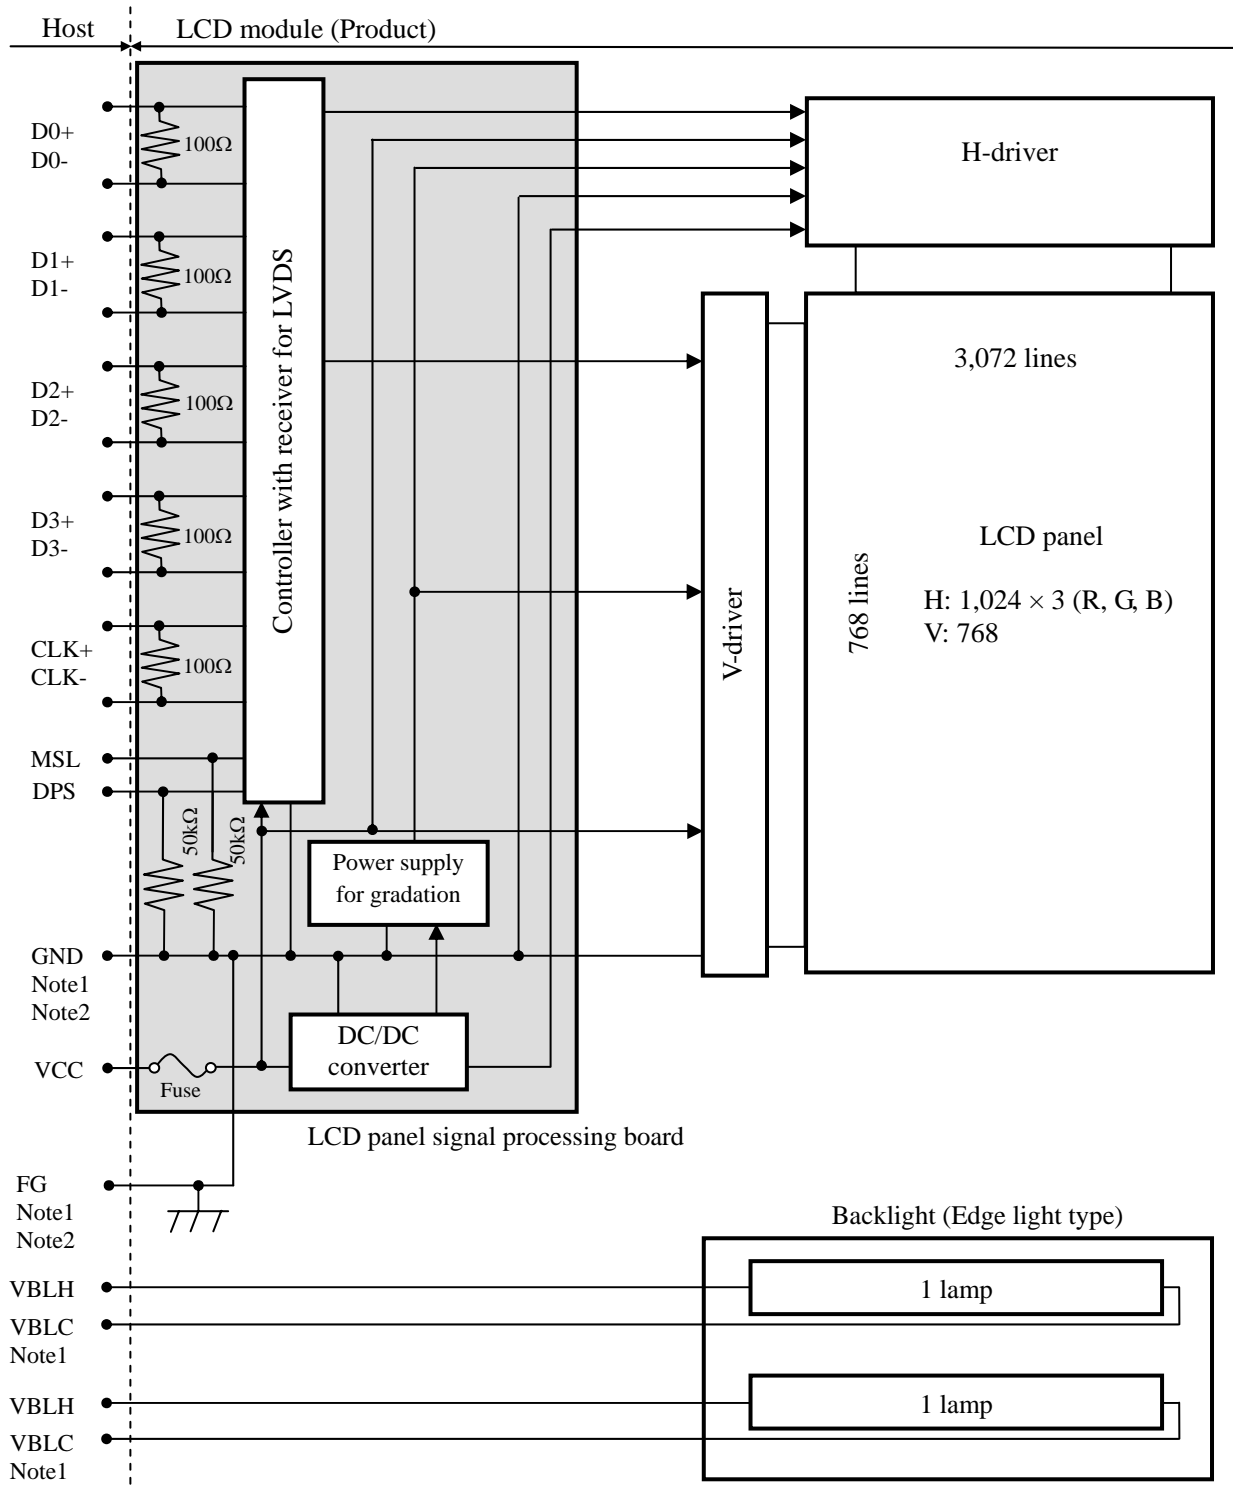 Host
LCD module (Product)
D0+
D0-
100Ω
D1+
D1-
100Ω
D2+
D2-
100Ω
D3+
D3-
100Ω
CLK+
CLK-
100Ω
MSL
DPS
50kΩ
50kΩ
Controller with receiver for LVDS
H-driver
V-driver
3,072 lines
768 lines
LCD panel
H: 1,024 × 3 (R, G, B)
V: 768
Power supply
for gradation
GND
Note1
Note2
DC/DC
converter
VCC
Fuse
LCD panel signal processing board
FG
Note1
Note2
Backlight (Edge light type)
VBLH
1 lamp
VBLC
Note1
VBLH
1 lamp
VBLC
Note1